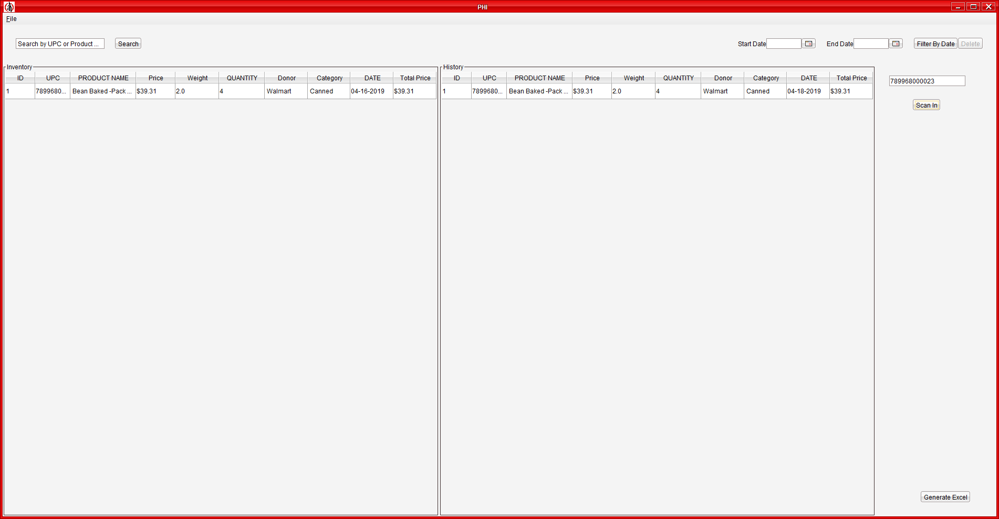 PHI
File
Search by UPC or Product ... Search Start Date End Date Filter By Date Delete
Inventory History
ID UPC PRODUCT NAME Price Weight QUANTITY Donor Category DATE Total Price ID UPC PRODUCT NAME Price Weight QUANTITY Donor Category DATE Total Price
1 7899680... Bean Baked -Pack ... $39.31 2.0 4 Walmart Canned 04-16-2019 $39.31 1 7899680... Bean Baked -Pack ... $39.31 2.0 4 Walmart Canned 04-18-2019 $39.31
789968000023
Scan In
Generate Excel